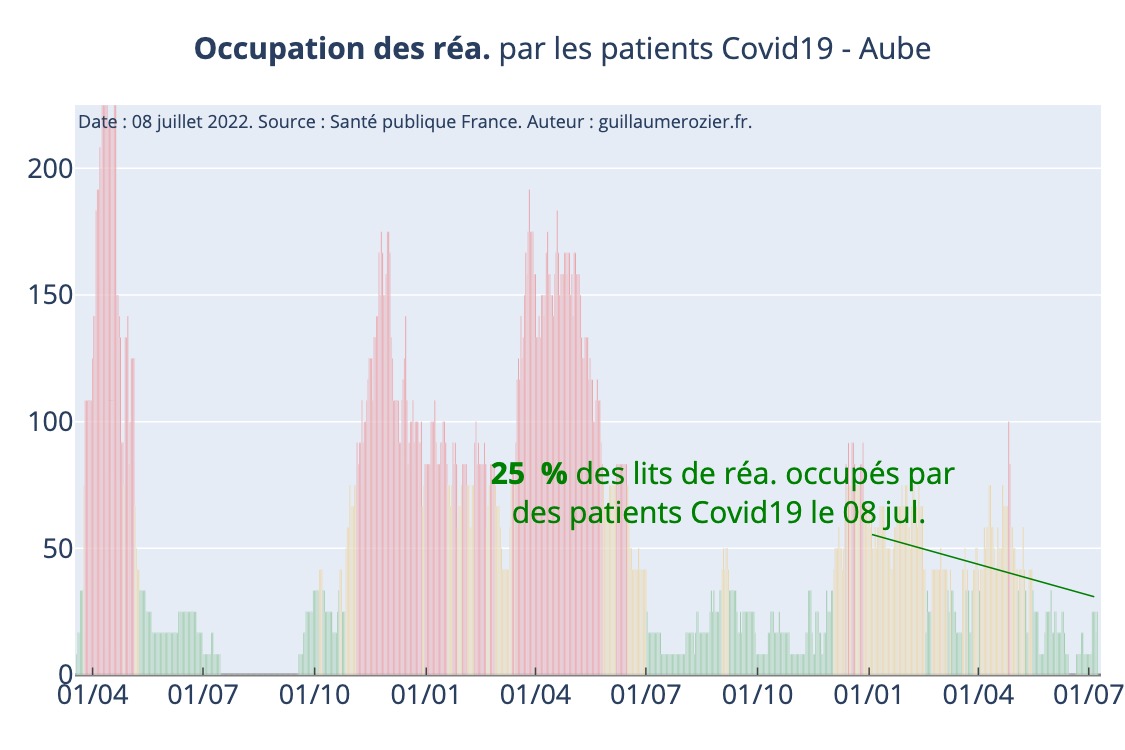 Occupation des réa. par les patients Covid19 - Aube
Date : 08 juillet 2022. Source : Santé publique France. Auteur : guillaumerozier.fr.
200
150
100
50
0
25 % des lits de réa. occupés par
des patients Covid19 le 08 jul.
01/04 01/07 01/10 01/01 01/04 01/07 01/10 01/01 01/04 01/07